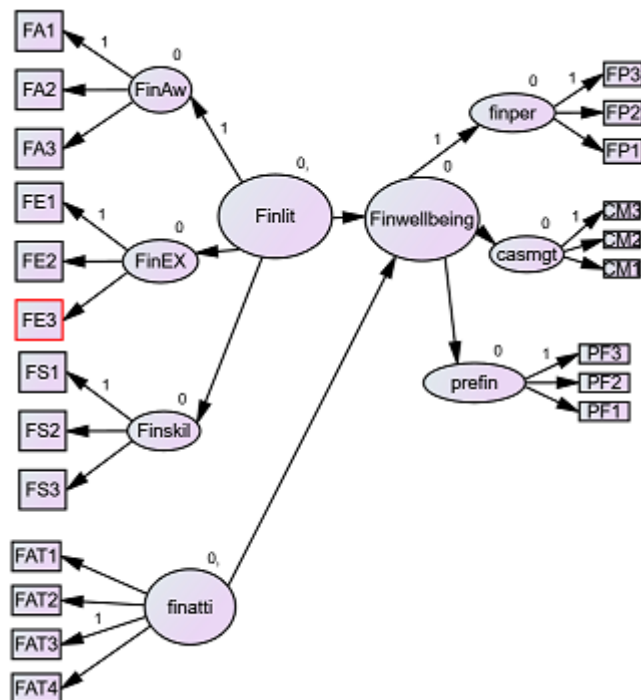 FA1
1
0
FA2
FinAw
FA3
1
FE1
1
0
FE2
FinEX
FE3
FS1
1
0
FS2
Finskil
FS3
0,
Finlit
0
Finwellbeing
1
0
1
finper
FP3
FP2
FP1
0
1
casmgt
CM3
CM2
CM1
0
1
prefin
PF3
PF2
PF1
FAT1
0,
FAT2
1
finatti
FAT3
FAT4